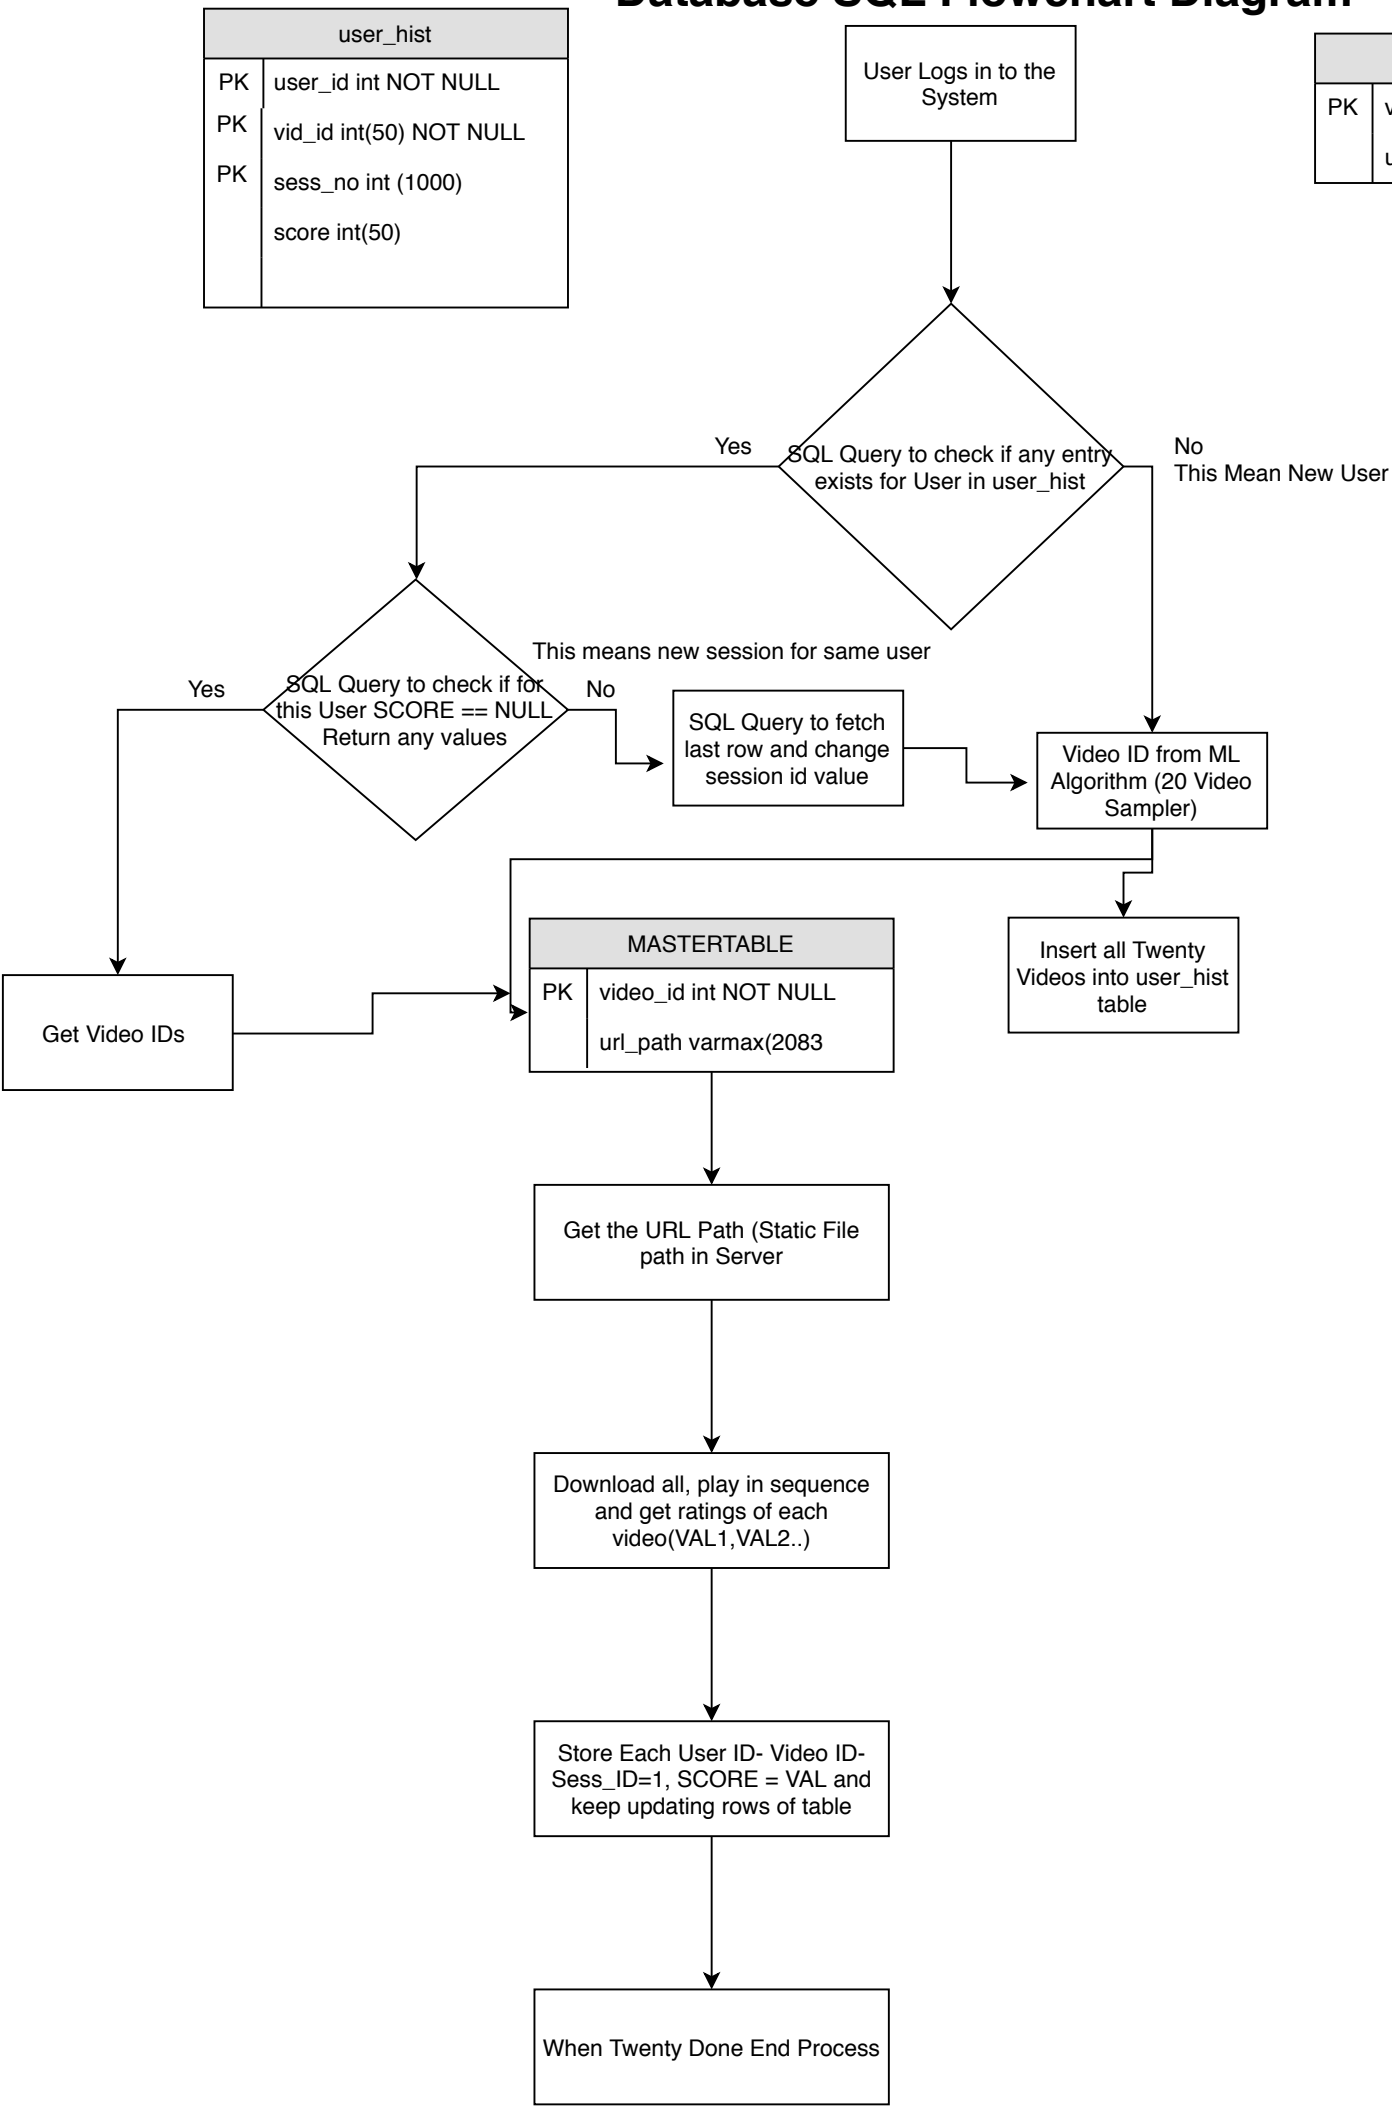 Database SQL Flowchart Diagram
user_hist
PK user_id int NOT NULL
PK vid_id int(50) NOT NULL
PK sess_no int (1000)
score int(50)
User Logs in to the
System
PK
SQL Query to check if any entry
exists for User in user_hist
Yes
No
This Mean New User
SQL Query to check if for
this User SCORE == NULL
Return any values
Yes
No
This means new session for same user
SQL Query to fetch
last row and change
session id value
Video ID from ML
Algorithm (20 Video
Sampler)
Insert all Twenty
Videos into user_hist
table
Get Video IDs
MASTERTABLE
PK video_id int NOT NULL
url_path varmax(2083
Get the URL Path (Static File
path in Server
Download all, play in sequence
and get ratings of each
video(VAL1,VAL2..)
Store Each User ID- Video ID-
Sess_ID=1, SCORE = VAL and
keep updating rows of table
When Twenty Done End Process